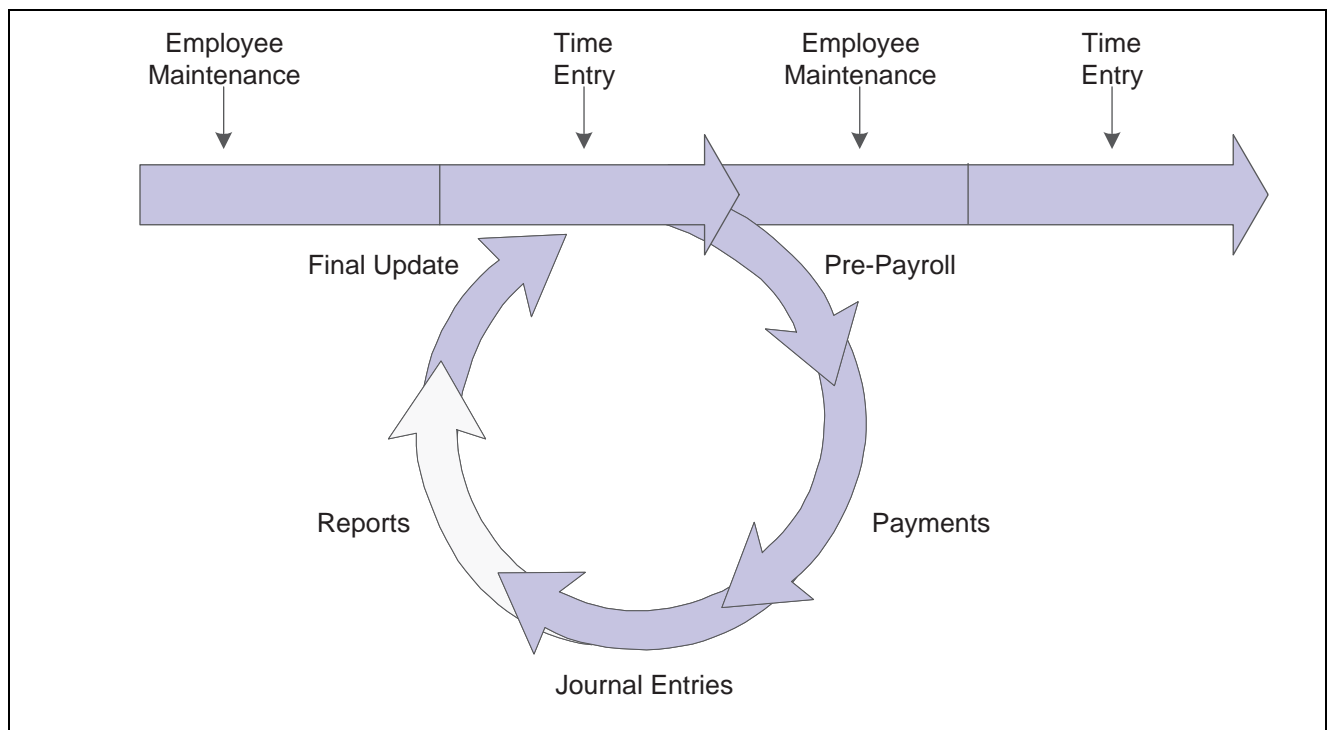 Employee
Maintenance
Time
Entry
Employee
Maintenance
Time
Entry
Final Update
Pre-Payroll
Reports
Payments
Journal Entries